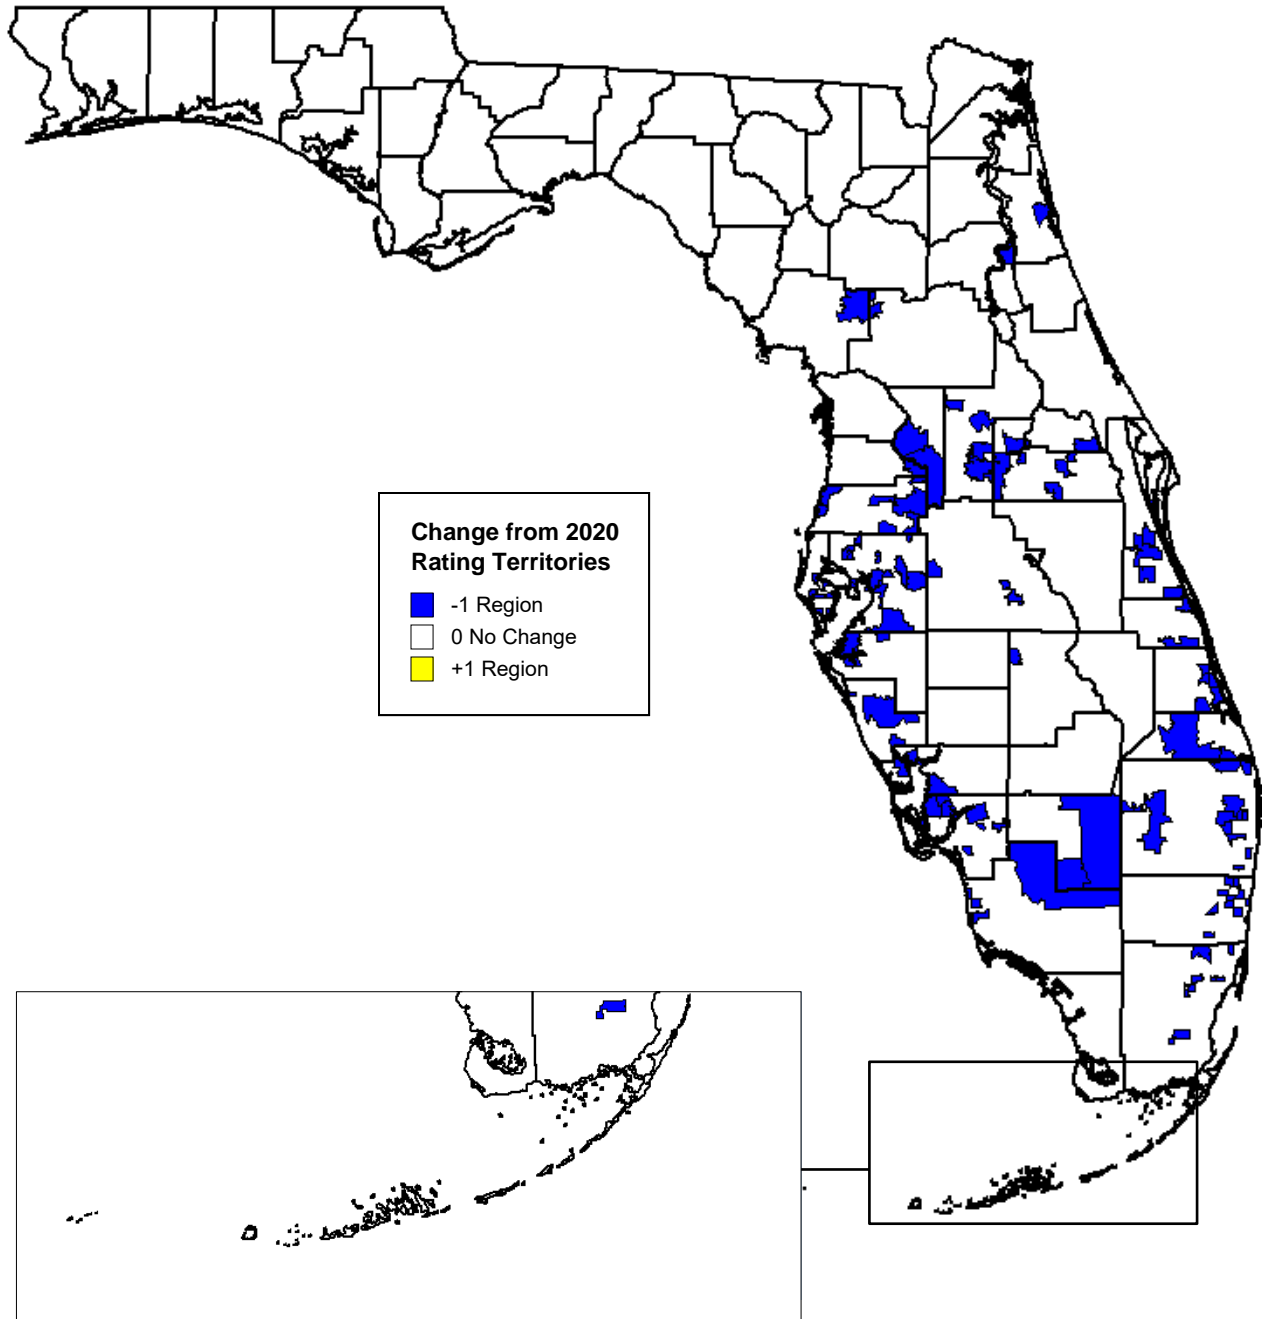 Change from 2020
Rating Territories
-1 Region
0 No Change
+1 Region